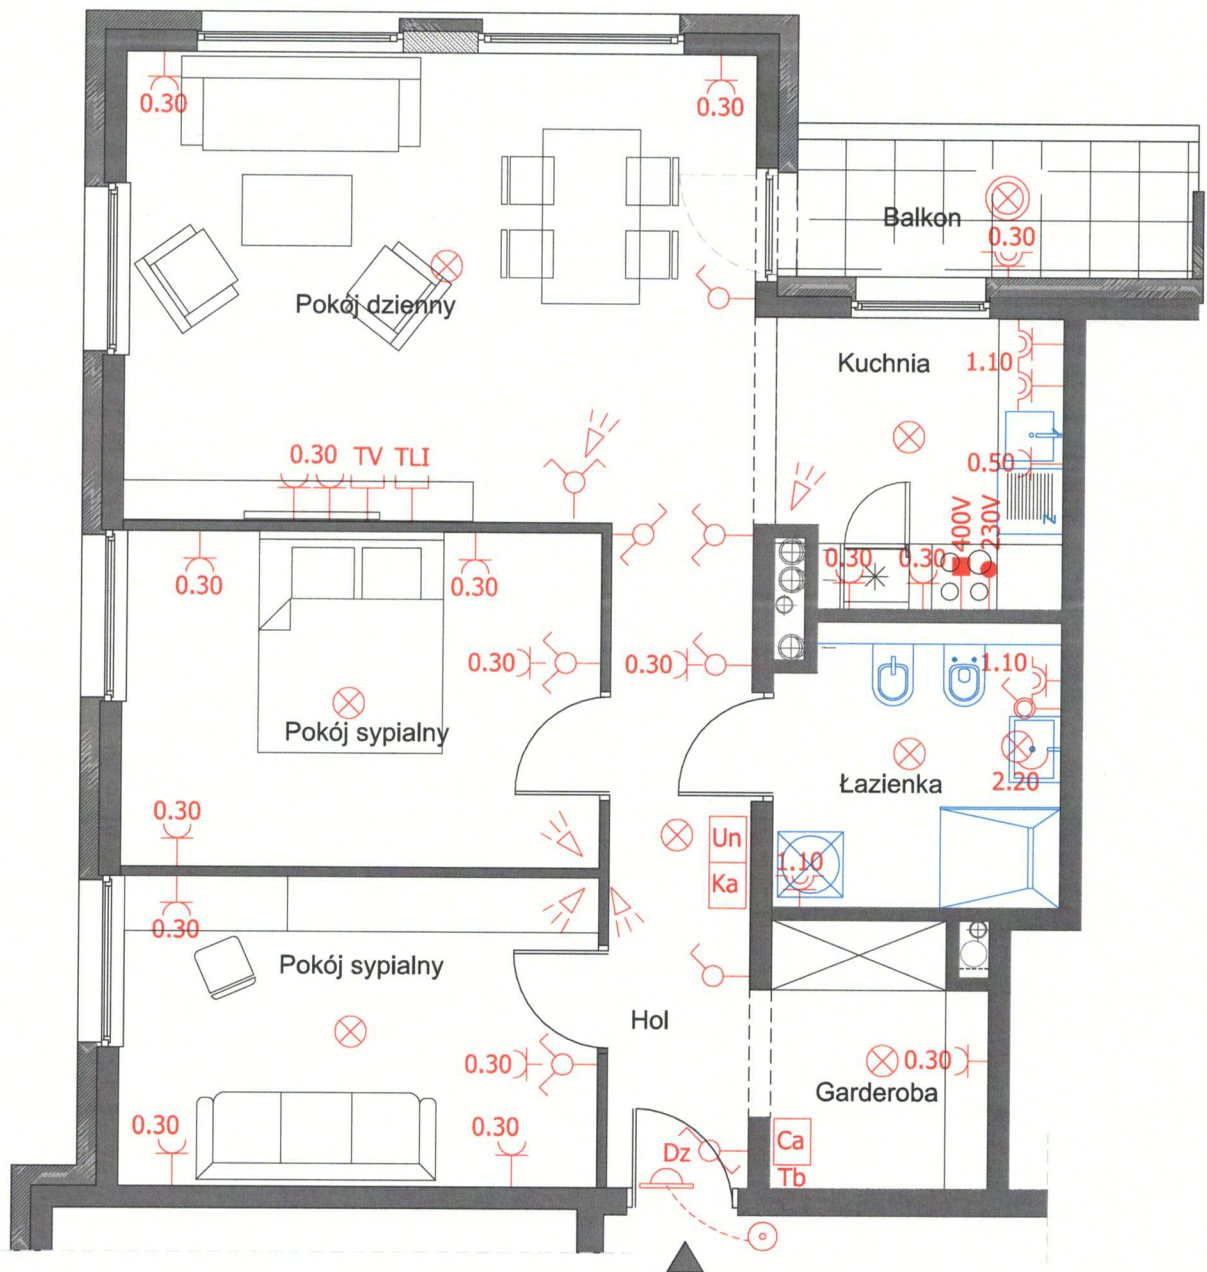 0.30
0.30
Balkon
0.30
Pokój dzienny
Kuchnia
1.10
0.30 TV TLI
0.50
400V
230V
Z
0.30
0.30
0.30
0.30
0.30
0.30
1.10
Pokój sypialny
Łazienka
2.20
0.30
Un
Ka
1.10
0.30
Pokój sypialny
Hol
0.30
0.30
Garderoba
0.30
0.30
Dz
Ca
Tb